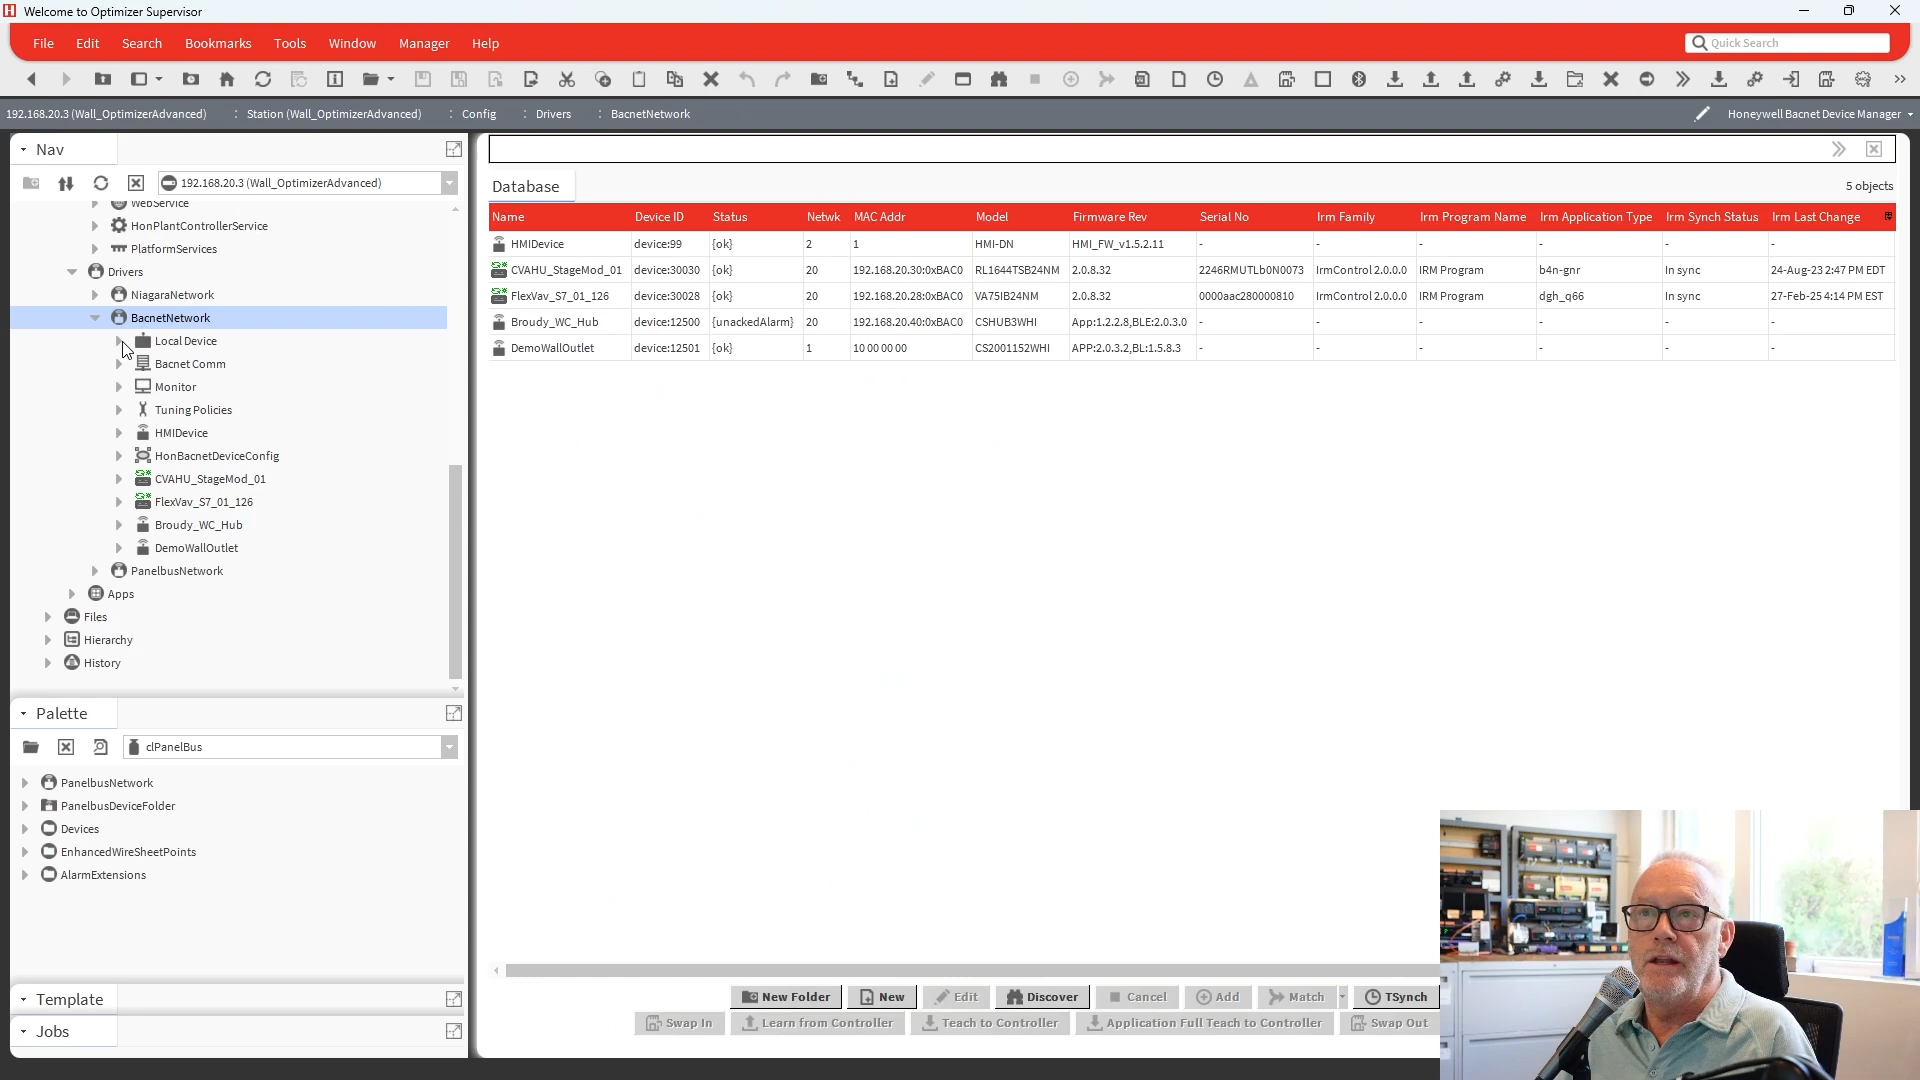 Welcome to Optimizer Supervisor
File Edit Search Bookmarks Tools Window Manager Help
Quick Search
192.168.20.3 (Wall_OptimizerAdvanced) : Station (Wall_OptimizerAdvanced) : Config : Drivers : BacnetNetwork
Honeywell Bacnet Device Manager
Nav
192.168.20.3 (Wall_OptimizerAdvanced)
WebService
HonPlantControllerService
PlatformServices
Drivers
NiagaraNetwork
BacnetNetwork
Local Device
Bacnet Comm
Monitor
Tuning Policies
HMIDevice
HonBacnetDeviceConfig
CVAHU_StageMod_01
FlexVav_S7_01_126
Broudy_WC_Hub
DemoWallOutlet
PanelbusNetwork
Apps
Files
Hierarchy
History
Palette
clPanelBus
PanelbusNetwork
PanelbusDeviceFolder
Devices
EnhancedWireSheetPoints
AlarmExtensions
Template
Jobs
Database
5 objects
Name Device ID Status Netwk MAC Addr Model Firmware Rev Serial No Irm Family Irm Program Name Irm Application Type Irm Synch Status Irm Last Change
HMIDevice device:99 {ok} 2 1 HMI-DN HMI_FW_v1.5.2.11 - - - - - -
CVAHU_StageMod_01 device:30030 {ok} 20 192.168.20.30:0xBAC0 RL1644TSB24NM 2.0.8.32 2246RMUTLb0N0073 IrmControl 2.0.0.0 IRM Program b4n-gnr In sync 24-Aug-23 2:47 PM EDT
FlexVav_S7_01_126 device:30028 {ok} 20 192.168.20.28:0xBAC0 VA75IB24NM 2.0.8.32 0000aac280000810 IrmControl 2.0.0.0 IRM Program dgh_q66 In sync 27-Feb-25 4:14 PM EST
Broudy_WC_Hub device:12500 {unackedAlarm} 20 192.168.20.40:0xBAC0 CSHUB3WHI App:1.2.2.8,BLE:2.0.3.0 - - - - - -
DemoWallOutlet device:12501 {ok} 1 10 00 00 00 CS2001152WHI APP:2.0.3.2,BL:1.5.8.3 - - - - - -
New Folder New Edit Discover Cancel Add Match TSynch
Swap In Learn from Controller Teach to Controller Application Full Teach to Controller Swap Out